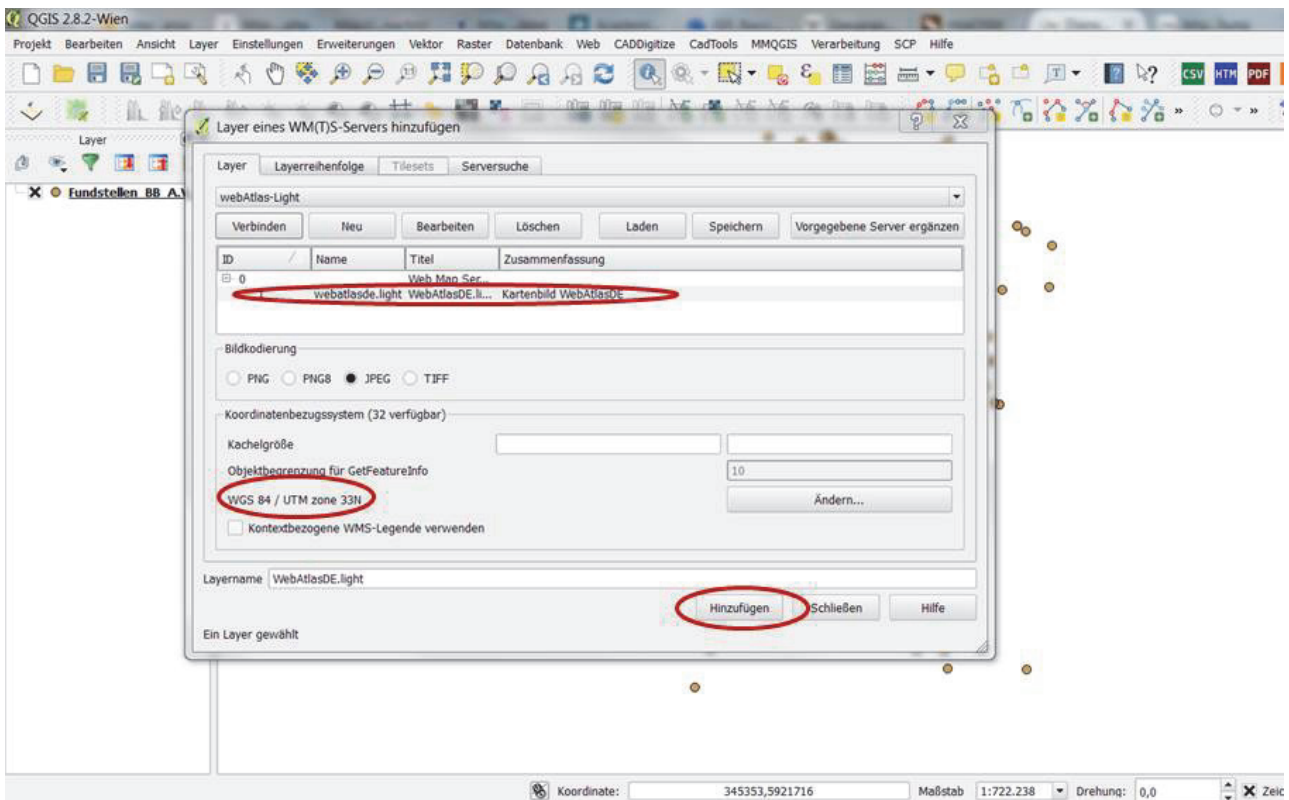 QGIS 2.8.2-Wien
Projekt Bearbeiten Ansicht Layer Einstellungen Erweiterungen Vektor Raster Datenbank Web CADDigitize CadTools MMQGIS Verarbeitung SCP Hilfe
CSV HTM PDF
Layer
Fundstellen_BB_A.
Layer eines WM(T)S-Servers hinzufügen
Layer Layerreihenfolge Tilesets Serversuche
webAtlas-Light
Verbinden Neu Bearbeiten Löschen Laden Speichern Vorgegebene Server ergänzen
ID Name Titel Zusammenfassung
0 Web Map Ser...
1 webatlasde.light WebAtlasDE.li... Kartenbild WebAtlasDE
Bildkodierung
PNG PNG8 JPEG TIFF
Koordinatenbezugssystem (32 verfügbar)
Kachelgröße
Objektbegrenzung für GetFeatureInfo 10
WGS 84 / UTM zone 33N Ändern...
Kontextbezogene WMS-Legende verwenden
Layername WebAtlasDE.light
Hinzufügen Schließen Hilfe
Ein Layer gewählt
Koordinate: 345353,5921716 Maßstab 1:722.238 Drehung: 0,0 Zeic